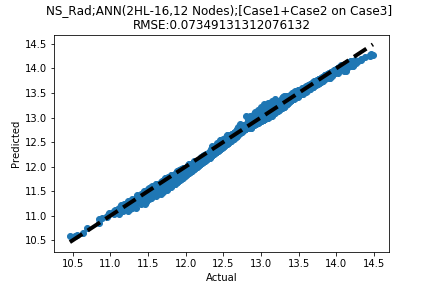 NS_Rad;ANN(2HL-16,12 Nodes);[Case1+Case2 on Case3]
RMSE:0.07349131312076132
14.5
14.0
13.5
13.0
12.5
12.0
11.5
11.0
10.5
Predicted
10.5 11.0 11.5 12.0 12.5 13.0 13.5 14.0 14.5
Actual